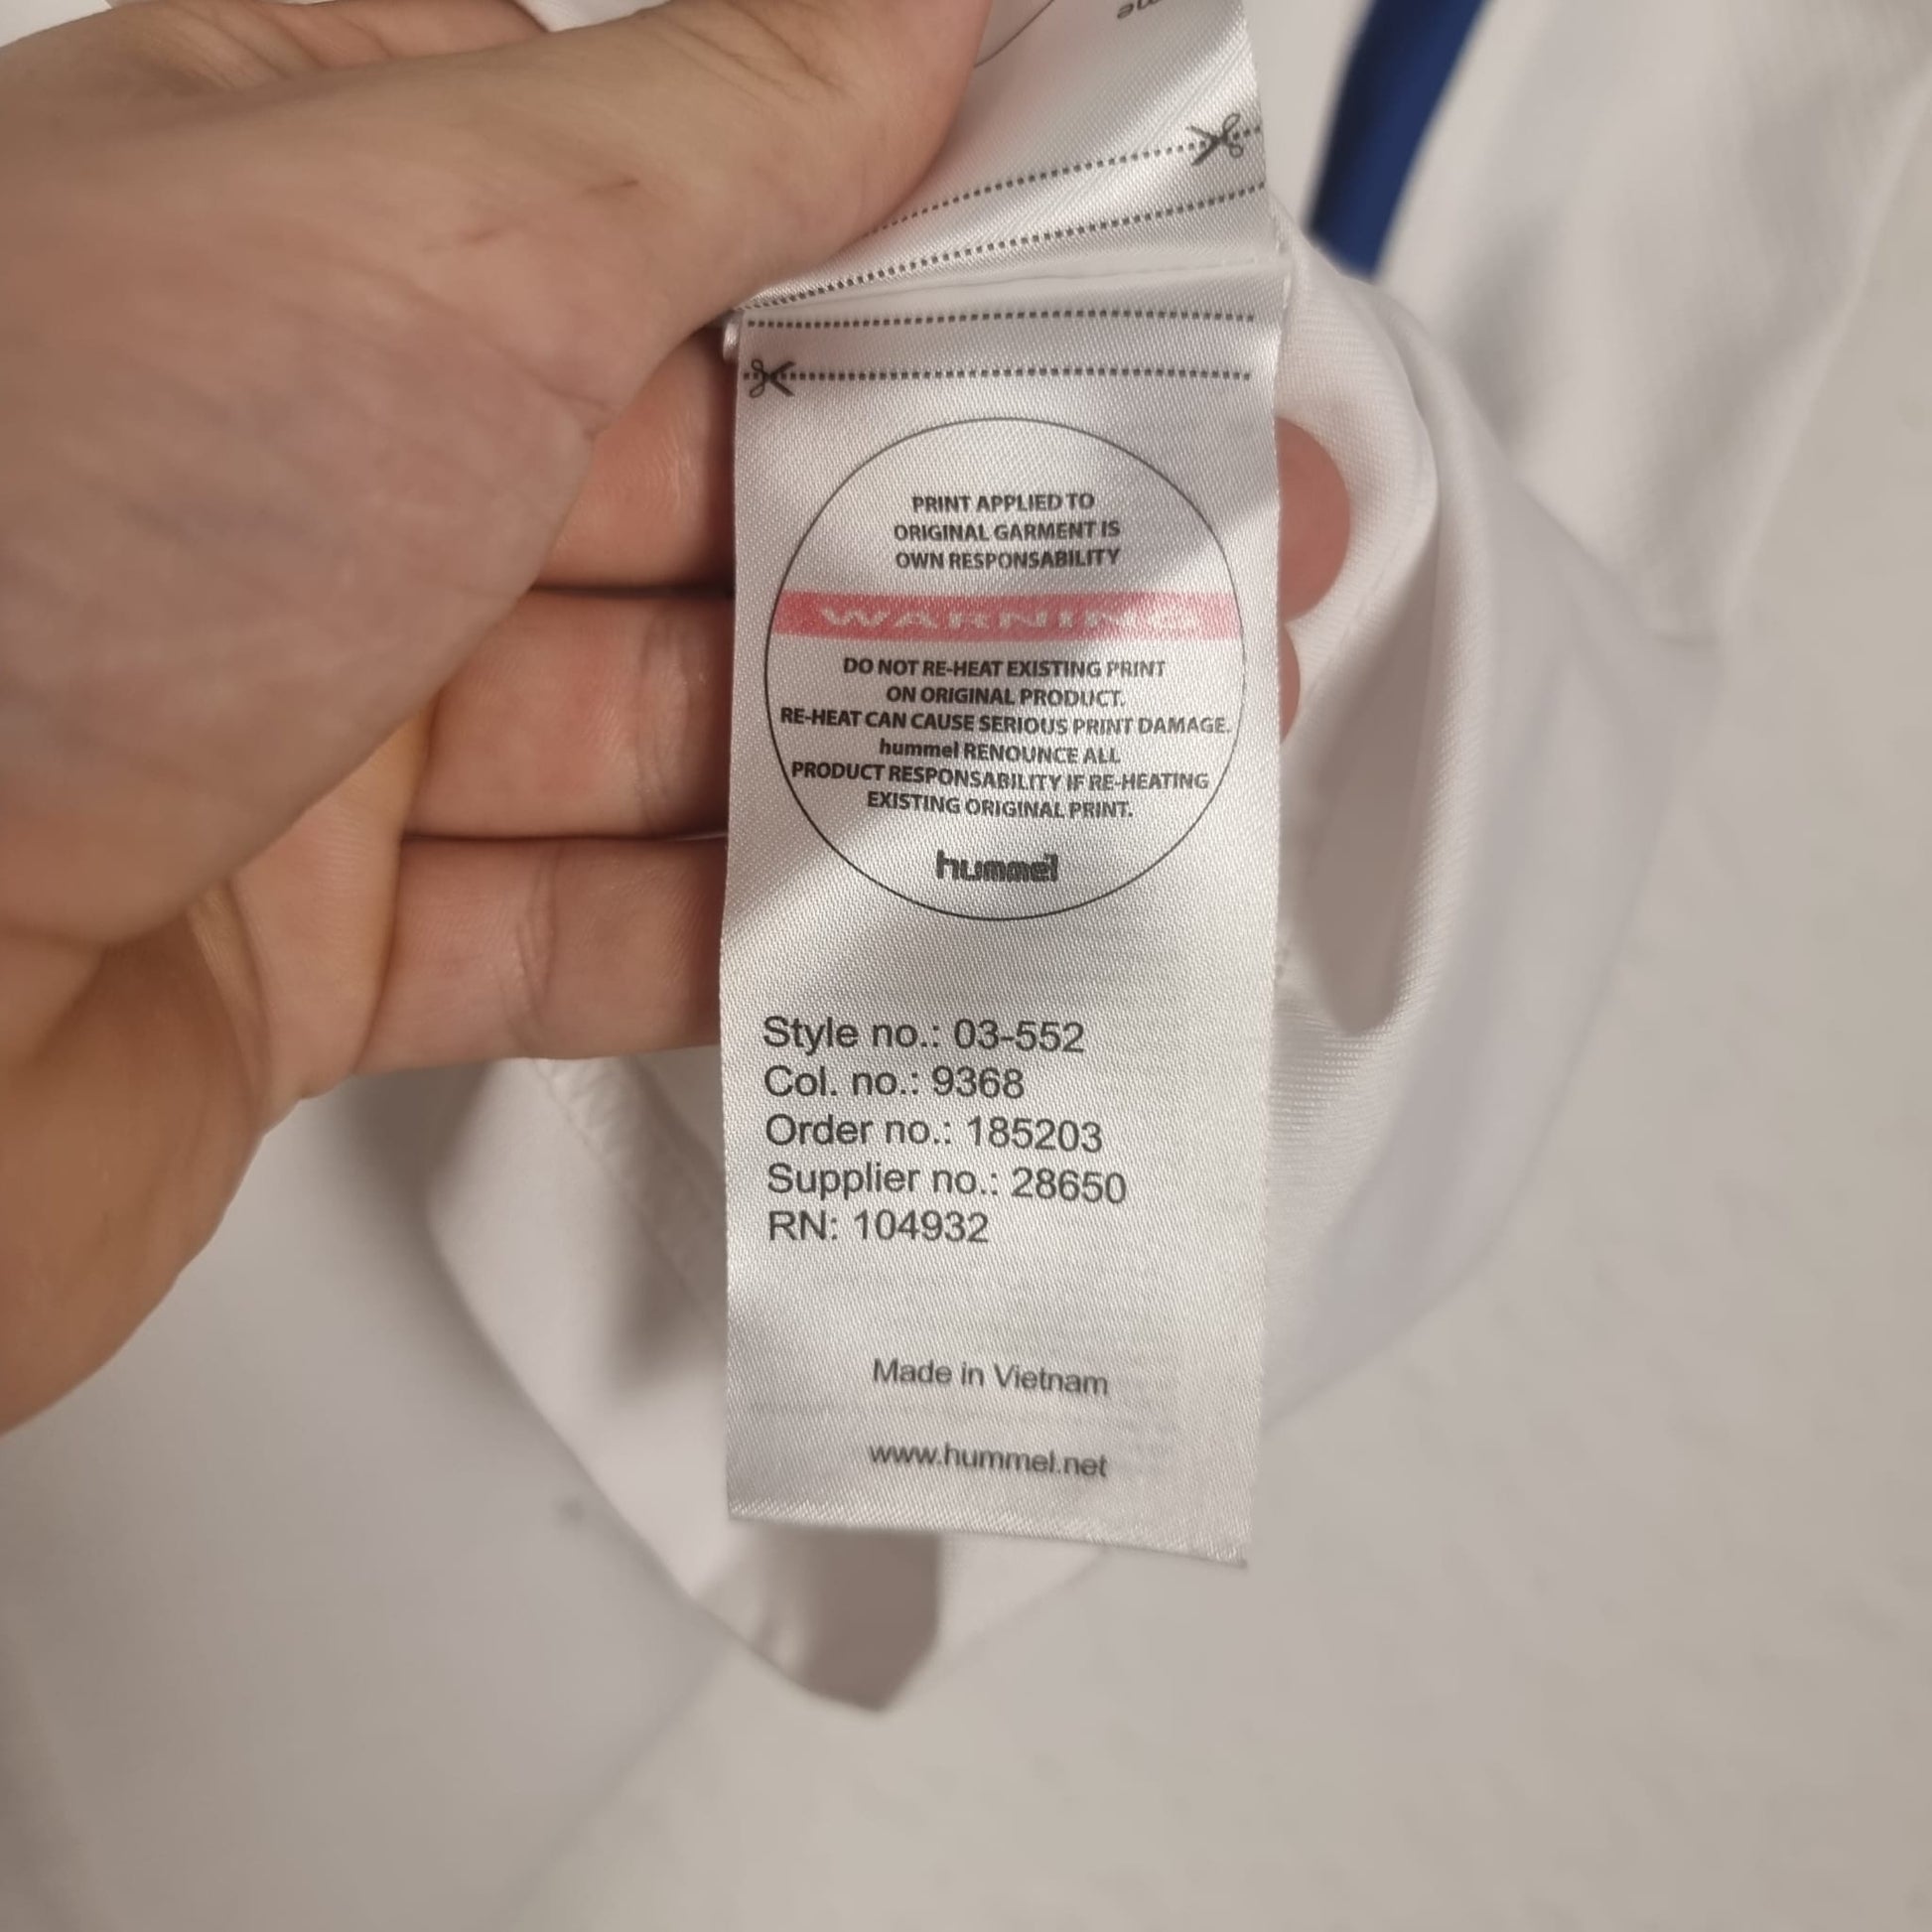 PRINT APPLIED TO
ORIGINAL GARMENT IS
OWN RESPONSABILITY
WARNING
DO NOT RE-HEAT EXISTING PRINT
ON ORIGINAL PRODUCT.
RE-HEAT CAN CAUSE SERIOUS PRINT DAMAGE.
hummel RENOUNCE ALL
PRODUCT RESPONSABILITY IF RE-HEATING
EXISTING ORIGINAL PRINT.
hummel
Style no.: 03-552
Col. no.: 9368
Order no.: 185203
Supplier no.: 28650
RN: 104932
Made in Vietnam
www.hummel.net